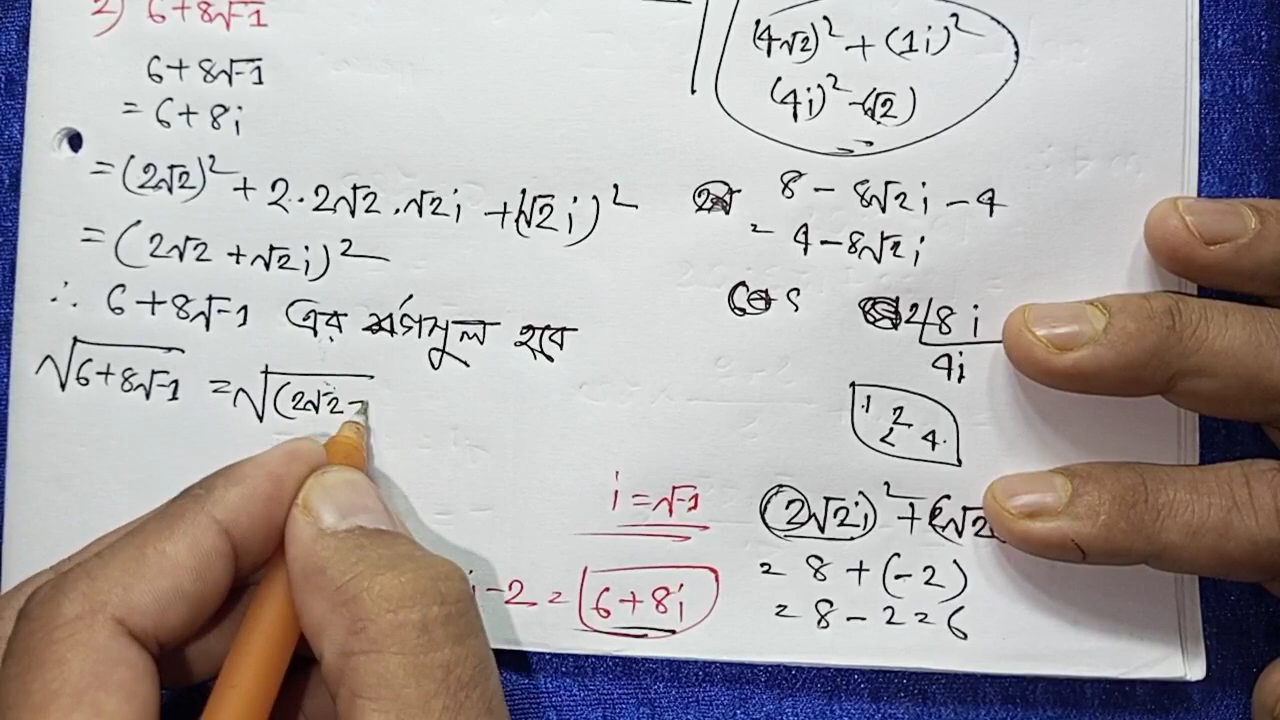 2) 6+8√-1
6+8√-1
= 6+8i
= (2√2)² + 2·2√2·√2i + (√2i)²
= (2√2 + √2i)²
∴ 6+8√-1 এর বর্গমূল হবে
√6+8√-1 = √(2√2
(4√2)² + (1i)²
(4i)² - (√2)
8 - 8√2i - 4
= 4 - 8√2i
2 8i
4i
1 2
2 4
i = √-1
i - 2 = 6+8i
(2√2i)² + (√2
= 8 + (-2)
= 8 - 2 = 6